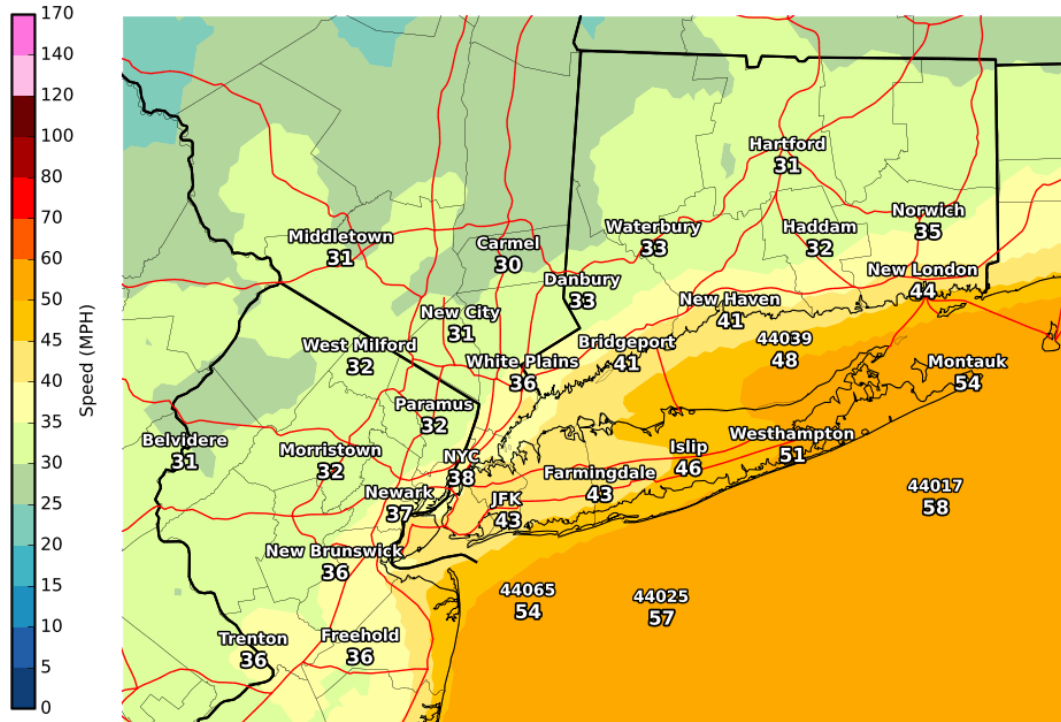 170
140
120
100
80
70
60
50
45
40
35
30
25
20
15
10
5
0
Speed (MPH)
Hartford
31
Norwich
35
Haddam
32
Waterbury
33
Middletown
31
Carmel
30
Danbury
33
New London
44
New Haven
41
New City
31
44039
48
Bridgeport
41
West Milford
32
White Plains
36
Montauk
54
Paramus
32
Belvidere
31
Morristown
32
NYC
38
Islip
46
Westhampton
51
Farmingdale
43
Newark
37
JFK
43
44017
58
New Brunswick
36
44065
54
44025
57
Trenton
36
Freehold
36